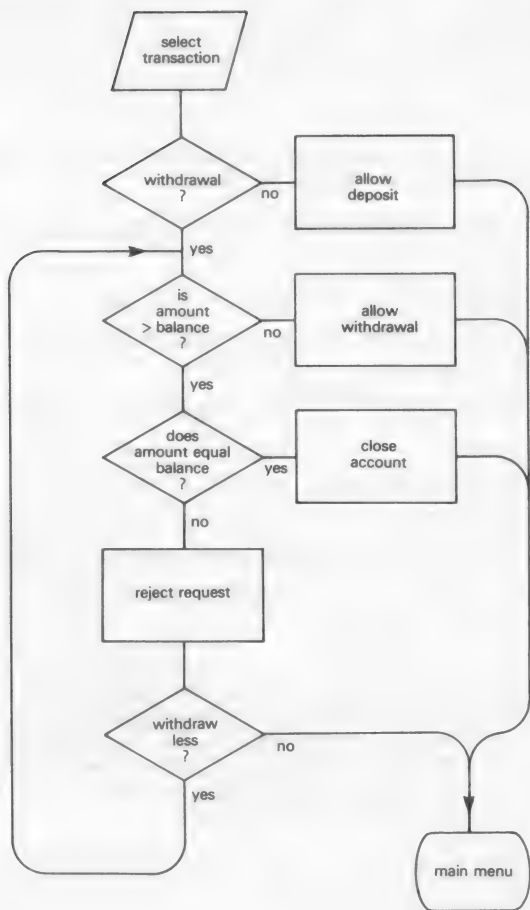 select
transaction
withdrawal
?
no
allow
deposit
yes
is
amount
> balance
?
no
allow
withdrawal
yes
does
amount equal
balance
?
yes
close
account
no
reject request
withdraw
less
?
no
yes
main menu